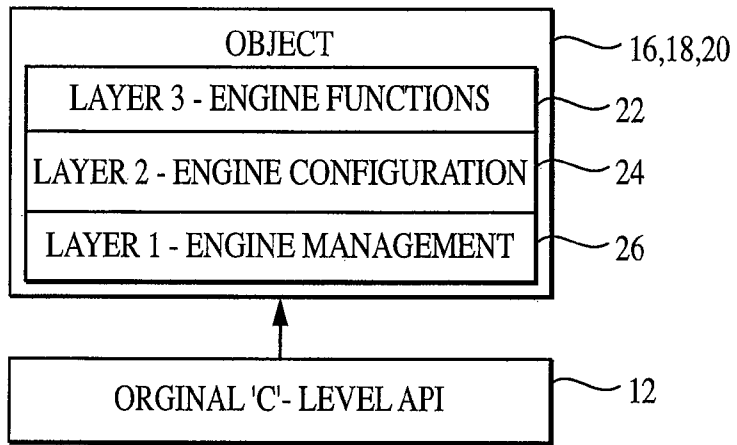 OBJECT
16,18,20
LAYER 3 - ENGINE FUNCTIONS
22
LAYER 2 - ENGINE CONFIGURATION
24
LAYER 1 - ENGINE MANAGEMENT
26
ORGINAL 'C'- LEVEL API
12